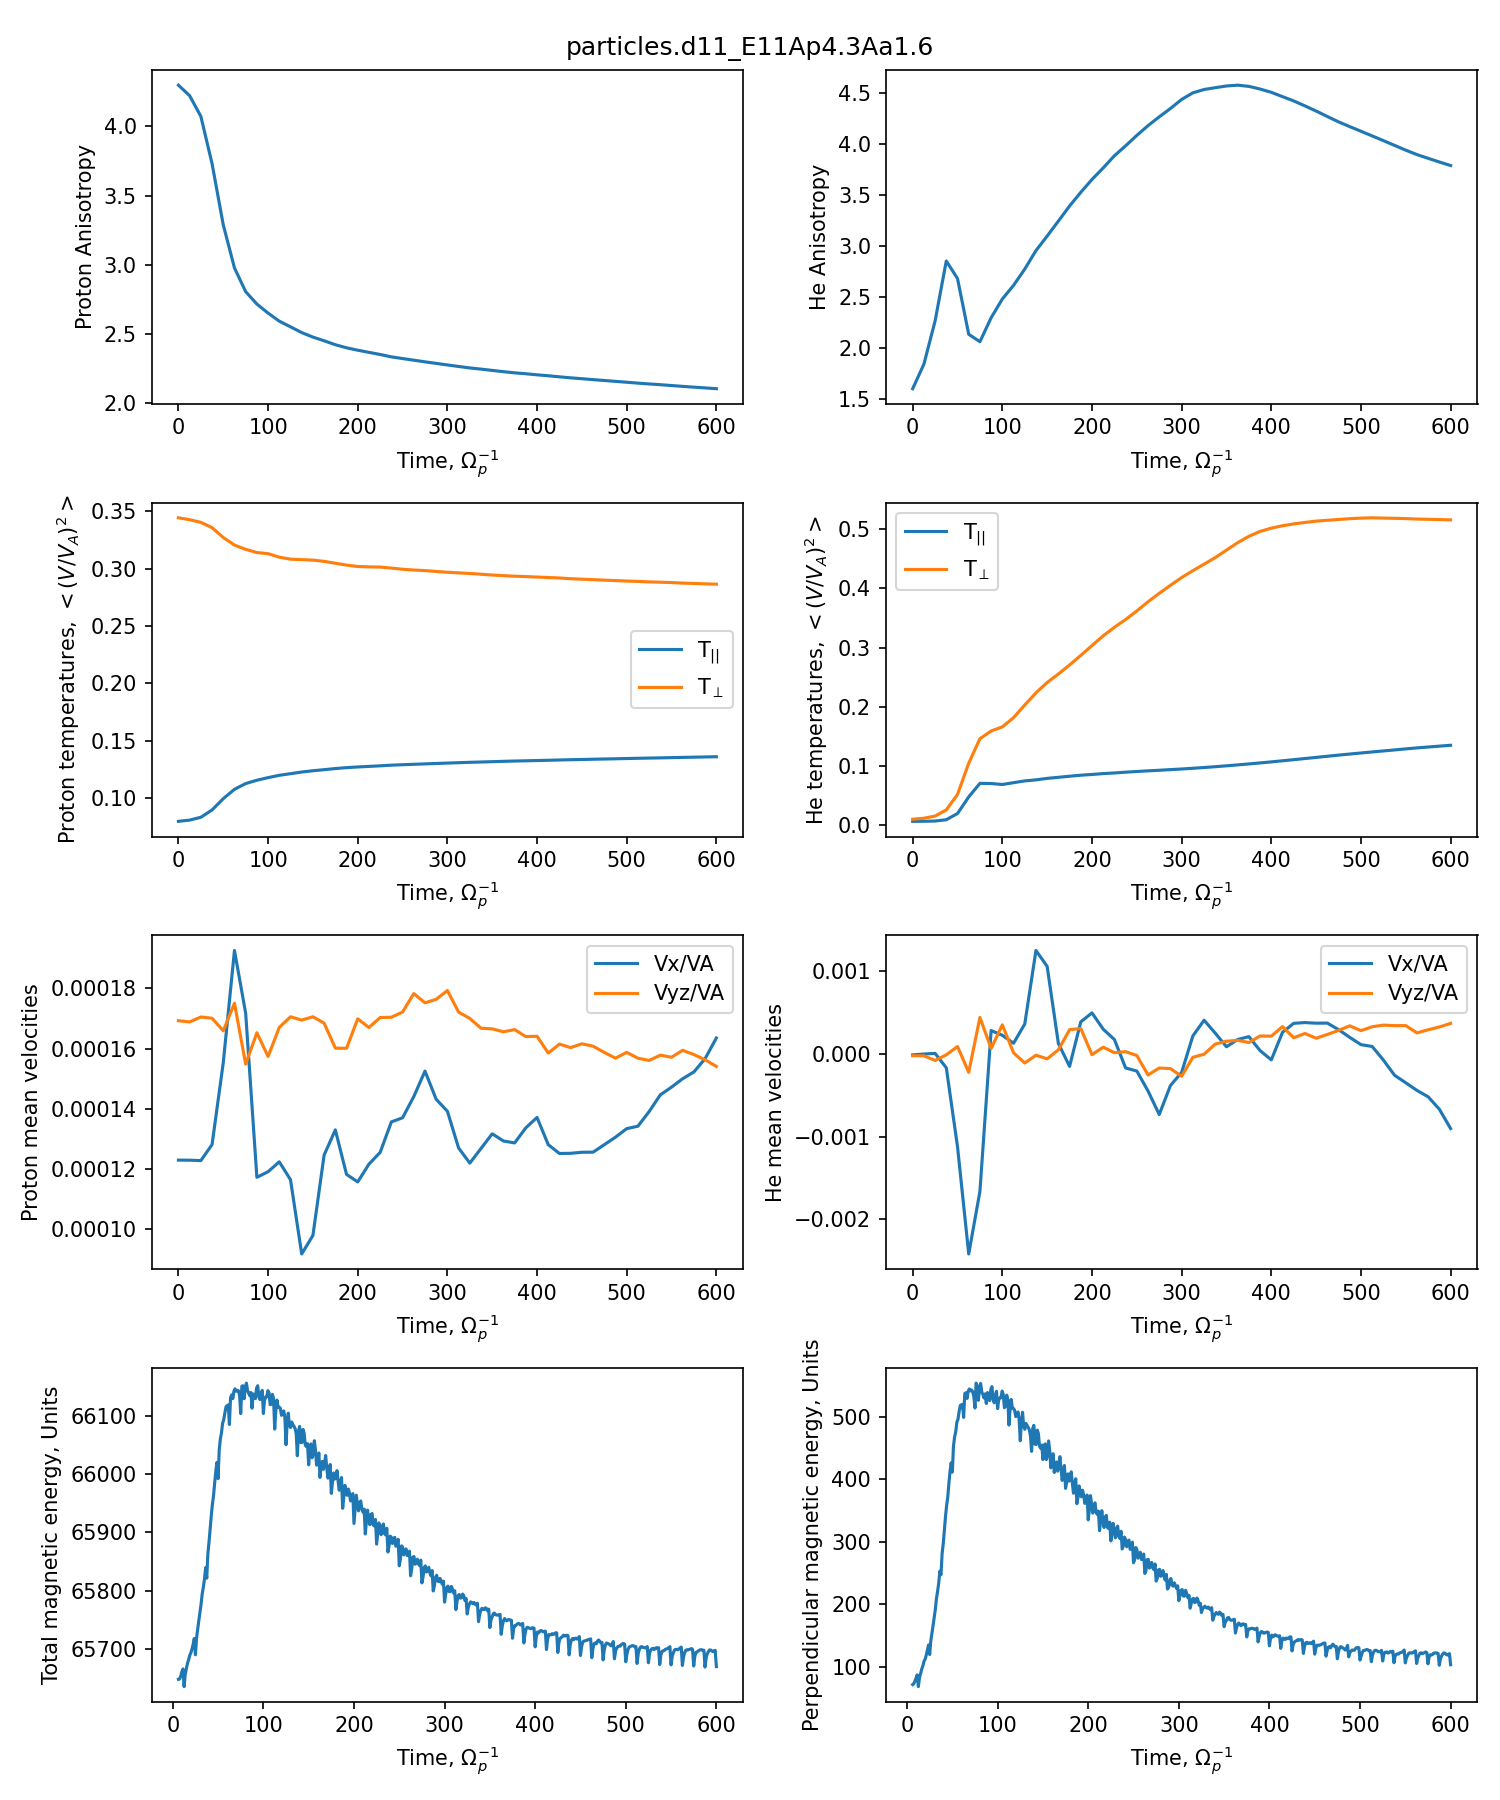 particles.d11_E11Ap4.3Aa1.6
Proton Anisotropy
4.0
3.5
3.0
2.5
2.0
0 100 200 300 400 500 600
Time, Ω_p^{-1}
He Anisotropy
4.5
4.0
3.5
3.0
2.5
2.0
1.5
0 100 200 300 400 500 600
Time, Ω_p^{-1}
Proton temperatures, <(V/V_A)^2>
0.35
0.30
0.25
0.20
0.15
0.10
T_{||}
T_⊥
0 100 200 300 400 500 600
Time, Ω_p^{-1}
He temperatures, <(V/V_A)^2>
0.5
0.4
0.3
0.2
0.1
0.0
T_{||}
T_⊥
0 100 200 300 400 500 600
Time, Ω_p^{-1}
Proton mean velocities
0.00018
0.00016
0.00014
0.00012
0.00010
Vx/VA
Vyz/VA
0 100 200 300 400 500 600
Time, Ω_p^{-1}
He mean velocities
0.001
0.000
−0.001
−0.002
Vx/VA
Vyz/VA
0 100 200 300 400 500 600
Time, Ω_p^{-1}
Total magnetic energy, Units
66100
66000
65900
65800
65700
0 100 200 300 400 500 600
Time, Ω_p^{-1}
Perpendicular magnetic energy, Units
500
400
300
200
100
0 100 200 300 400 500 600
Time, Ω_p^{-1}